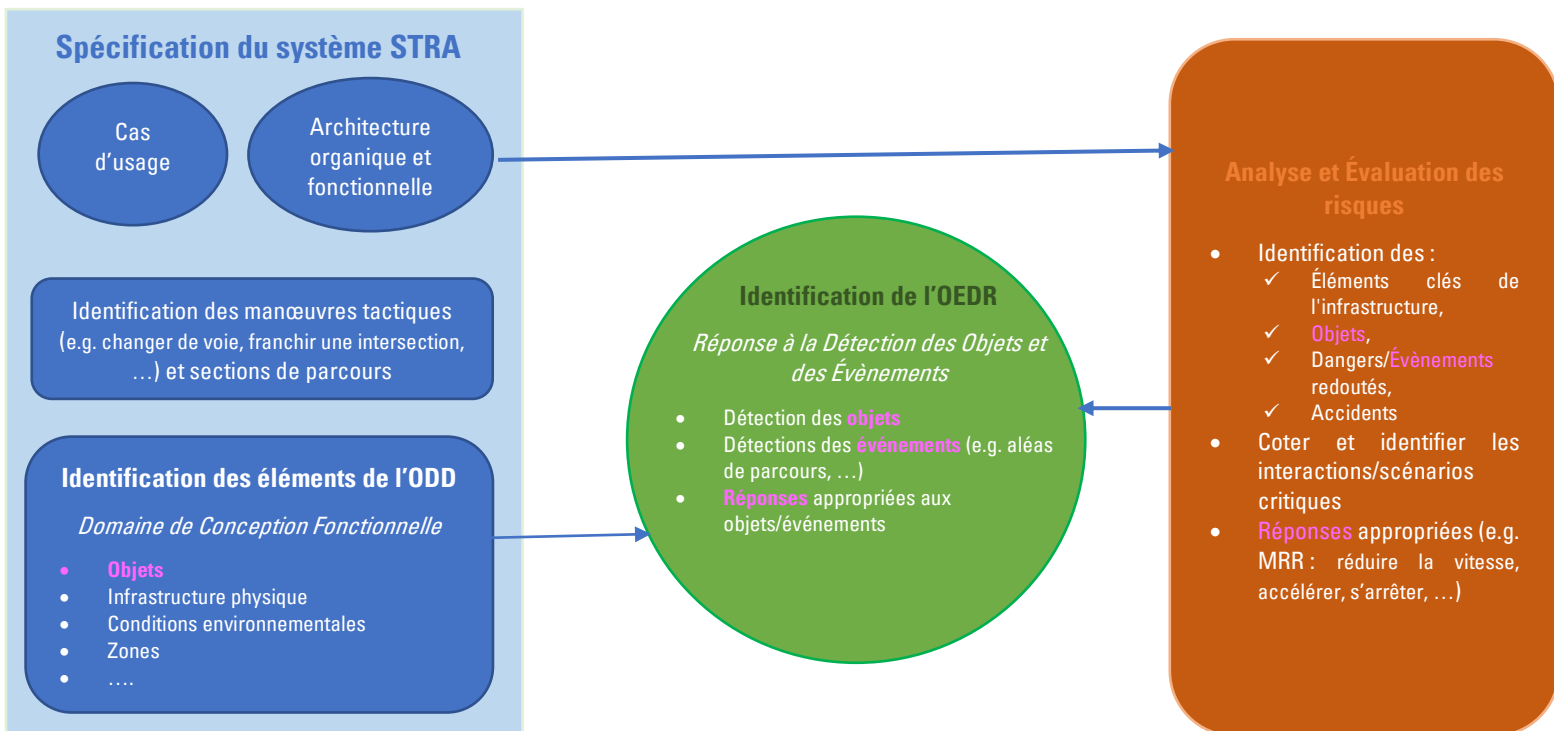 Spécification du système STRA
Cas
d'usage
Architecture
organique et
fonctionnelle
Identification des manœuvres tactiques
(e.g. changer de voie, franchir une intersection,
…) et sections de parcours
Identification des éléments de l'ODD
Domaine de Conception Fonctionnelle
• Objets
• Infrastructure physique
• Conditions environnementales
• Zones
• ….
Identification de l'OEDR
Réponse à la Détection des Objets et
des Évènements
• Détection des objets
• Détections des événements (e.g. aléas
de parcours, …)
• Réponses appropriées aux
objets/événements
Analyse et Évaluation des
risques
• Identification des :
✓ Éléments clés de
l'infrastructure,
✓ Objets,
✓ Dangers/Évènements
redoutés,
✓ Accidents
• Coter et identifier les
interactions/scénarios
critiques
• Réponses appropriées (e.g.
MRR : réduire la vitesse,
accélérer, s'arrêter, …)